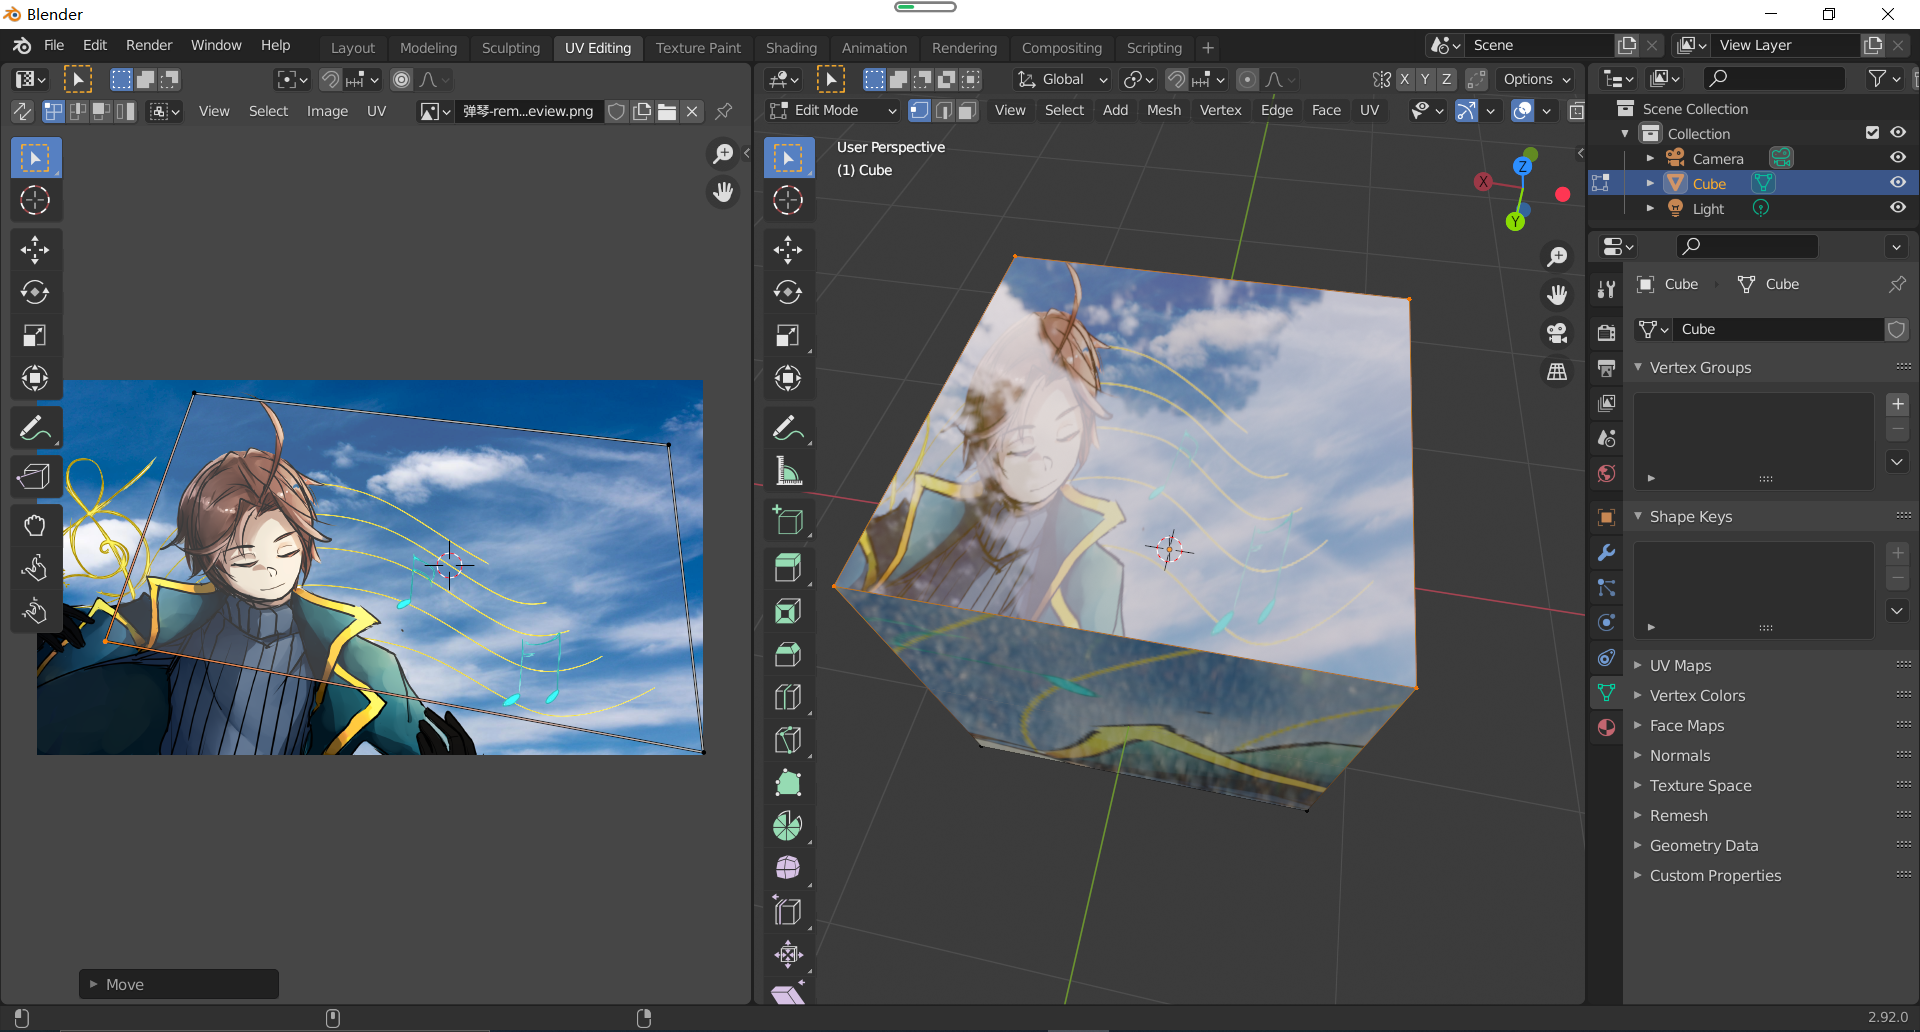 Blender
File Edit Render Window Help Layout Modeling Sculpting UV Editing Texture Paint Shading Animation Rendering Compositing Scripting + Scene View Layer
View Select Image UV 弹琴-rem...eview.png
Global X Y Z Options
Edit Mode View Select Add Mesh Vertex Edge Face UV
User Perspective
(1) Cube
X Z Y
Move
Scene Collection
Collection
Camera
Cube
Light
Cube Cube
Cube
Vertex Groups
Shape Keys
UV Maps
Vertex Colors
Face Maps
Normals
Texture Space
Remesh
Geometry Data
Custom Properties
2.92.0